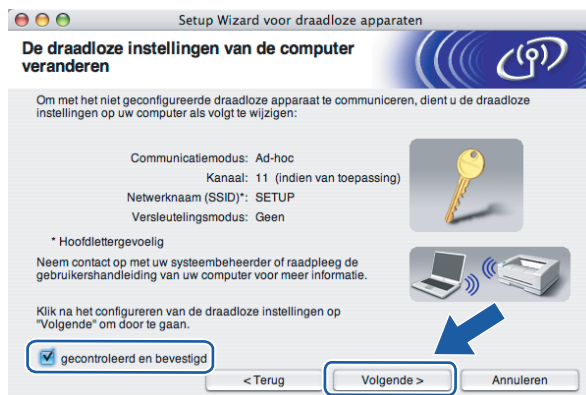 Setup Wizard voor draadloze apparaten
De draadloze instellingen van de computer
veranderen
Om met het niet geconfigureerde draadloze apparaat te communiceren, dient u de draadloze
instellingen op uw computer als volgt te wijzigen:
Communicatiemodus: Ad-hoc
Kanaal: 11 (indien van toepassing)
Netwerknaam (SSID)*: SETUP
Versleutelingsmodus: Geen
* Hoofdlettergevoelig
Neem contact op met uw systeembeheerder of raadpleeg de
gebruikershandleiding van uw computer voor meer informatie.
Klik na het configureren van de draadloze instellingen op
"Volgende" om door te gaan.
gecontroleerd en bevestigd
< Terug
Volgende >
Annuleren